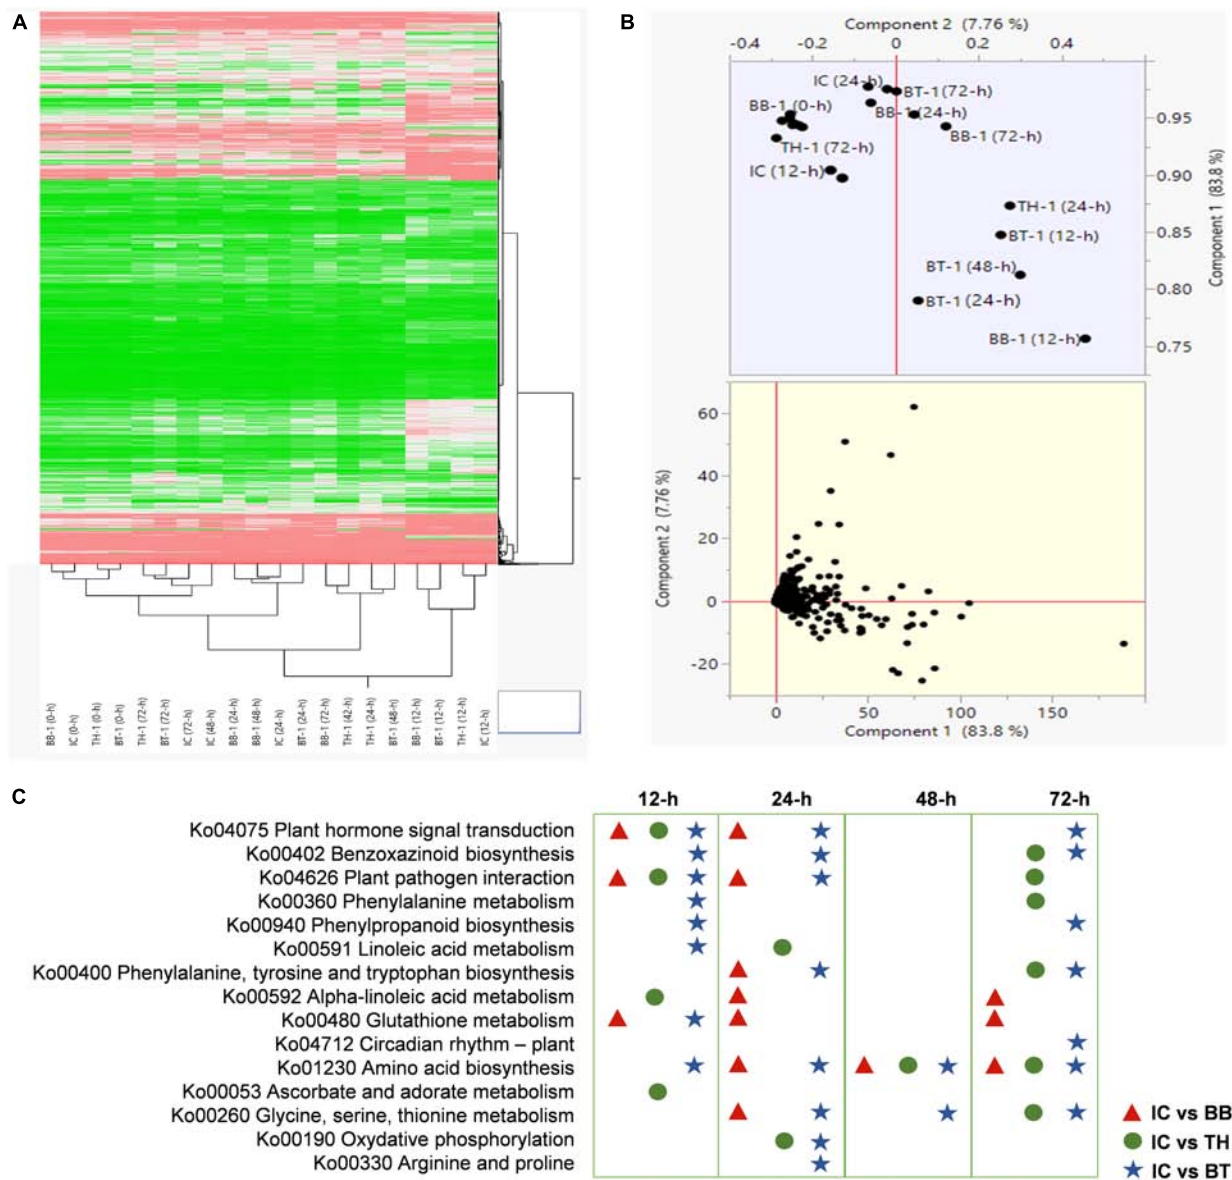 A
BB-1 (0-h)
IC (0-h)
TH-1 (0-h)
BT-1 (0-h)
TH-1 (72-h)
BT-1 (72-h)
IC (72-h)
IC (48-h)
BB-1 (24-h)
BB-1 (48-h)
IC (24-h)
BT-1 (24-h)
BB-1 (72-h)
TH-1 (42-h)
TH-1 (24-h)
BT-1 (48-h)
BB-1 (12-h)
BT-1 (12-h)
TH-1 (12-h)
IC (12-h)
B
Component 2 (7.76 %)
-0.4 -0.2 0 0.2 0.4
IC (24-h)
BT-1 (72-h)
BB-1 (0-h)
BB-1 (24-h)
BB-1 (72-h)
TH-1 (72-h)
IC (12-h)
TH-1 (24-h)
BT-1 (12-h)
BT-1 (48-h)
BT-1 (24-h)
BB-1 (12-h)
0.95
0.90
0.85
0.80
0.75
Component 1 (83.8 %)
Component 2 (7.76 %)
60
40
20
0
-20
0 50 100 150
Component 1 (83.8 %)
C
12-h 24-h 48-h 72-h
Ko04075 Plant hormone signal transduction
Ko00402 Benzoxazinoid biosynthesis
Ko04626 Plant pathogen interaction
Ko00360 Phenylalanine metabolism
Ko00940 Phenylpropanoid biosynthesis
Ko00591 Linoleic acid metabolism
Ko00400 Phenylalanine, tyrosine and tryptophan biosynthesis
Ko00592 Alpha-linoleic acid metabolism
Ko00480 Glutathione metabolism
Ko04712 Circadian rhythm – plant
Ko01230 Amino acid biosynthesis
Ko00053 Ascorbate and adorate metabolism
Ko00260 Glycine, serine, thionine metabolism
Ko00190 Oxydative phosphorylation
Ko00330 Arginine and proline
IC vs BB
IC vs TH
IC vs BT